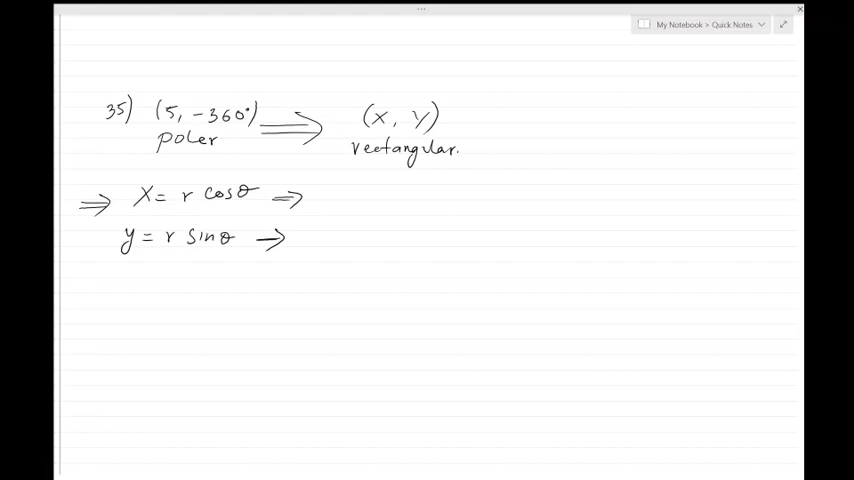 My Notebook > Quick Notes
35) (5, -360°) ⟹ (X, Y)
poler rectangular.
⇒ X = r cosθ ⇒
y = r sinθ →